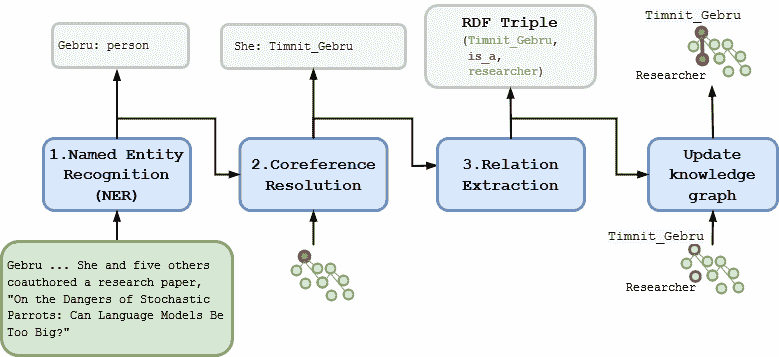 Gebru: person
She: Timnit_Gebru
RDF Triple
(Timnit_Gebru,
is_a,
researcher)
Timnit_Gebru
Researcher
1.Named Entity
Recognition
(NER)
2.Coreference
Resolution
3.Relation
Extraction
Update
knowledge
graph
Gebru ... She and five others
coauthored a research paper,
"On the Dangers of Stochastic
Parrots: Can Language Models Be
Too Big?"
Timnit_Gebru
Researcher